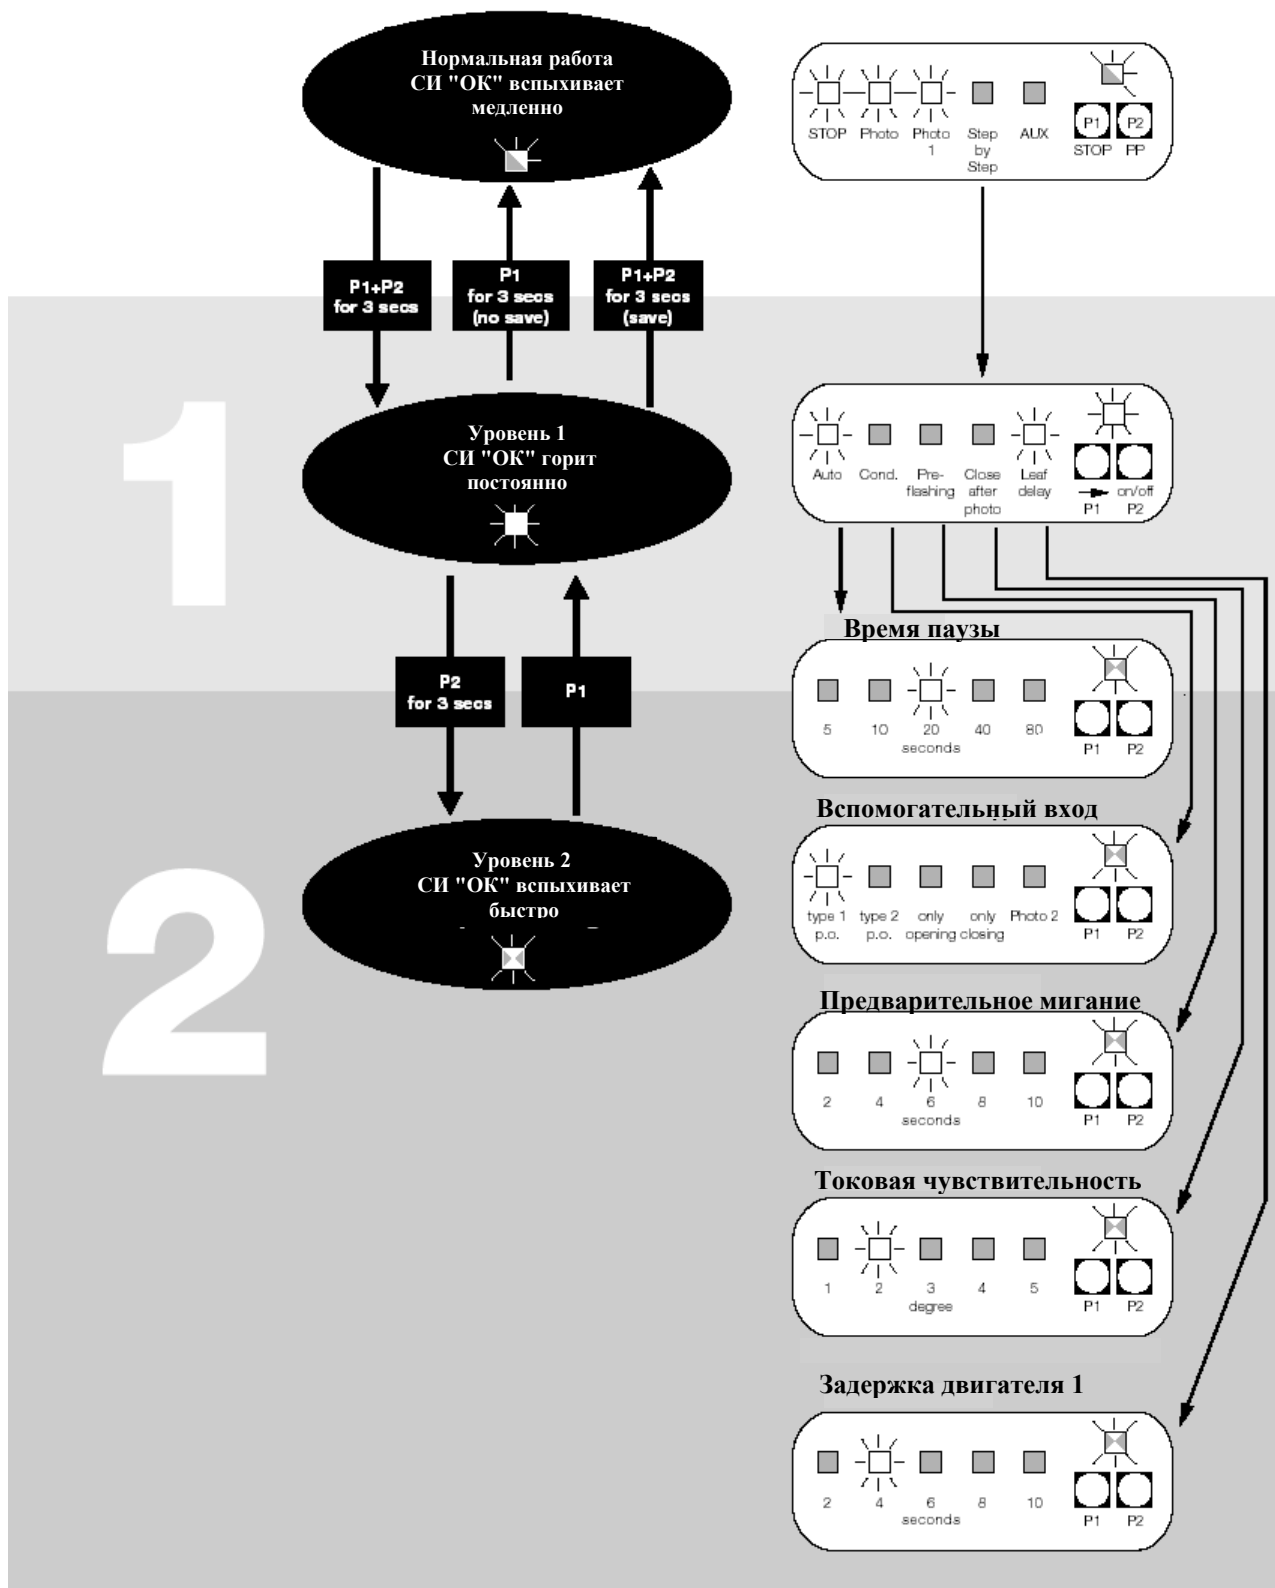 Нормальная работа
СИ "ОК" вспыхивает
медленно
STOP Photo Photo 1 Step by Step AUX
P1 P2
STOP PP
P1+P2
for 3 secs
P1
for 3 secs
(no save)
P1+P2
for 3 secs
(save)
1
Уровень 1
СИ "ОК" горит
постоянно
Auto Cond. Pre-flashing Close after photo Leaf delay
on/off
P1 P2
Время паузы
5 10 20 40 80
seconds
P1 P2
P2
for 3 secs
P1
2
Уровень 2
СИ "ОК" вспыхивает
быстро
Вспомогательный вход
type 1 p.o. type 2 p.o. only opening only closing Photo 2
P1 P2
Предварительное мигание
2 4 6 8 10
seconds
P1 P2
Токовая чувствительность
1 2 3 4 5
degree
P1 P2
Задержка двигателя 1
2 4 6 8 10
seconds
P1 P2